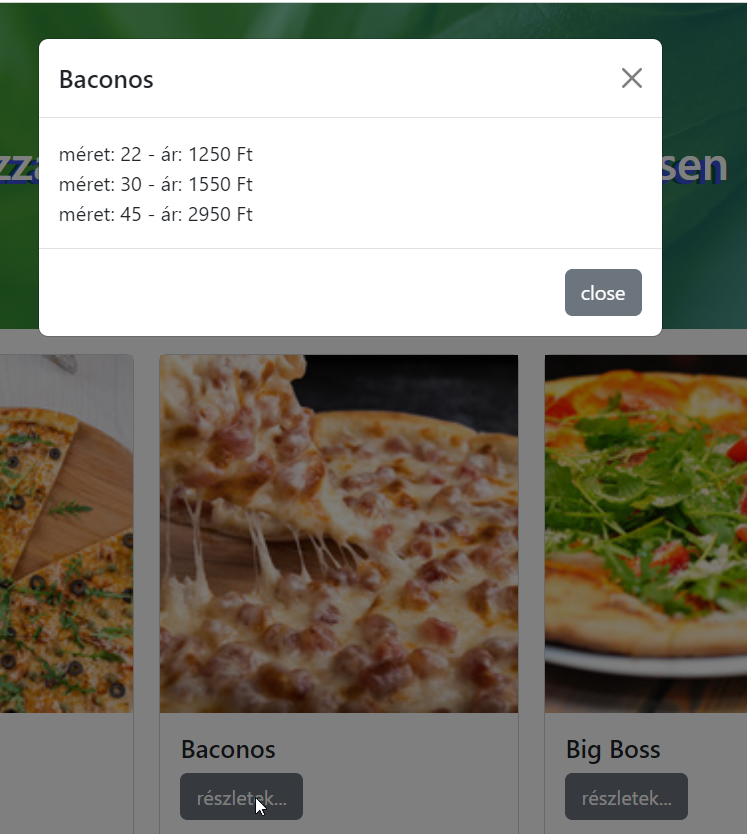 Baconos
méret: 22 - ár: 1250 Ft
méret: 30 - ár: 1550 Ft
méret: 45 - ár: 2950 Ft
close
Baconos
Big Boss
részletek...
részletek...